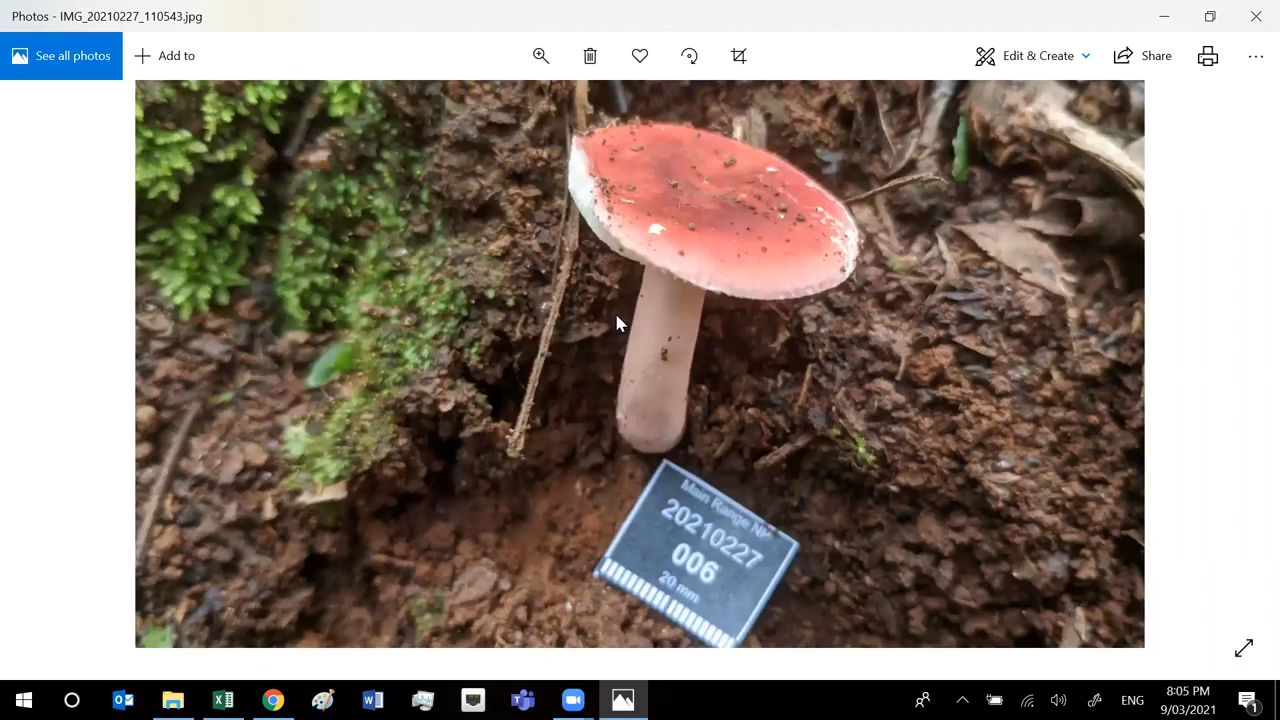 Photos - IMG_20210227_110543.jpg
See all photos
Add to
Edit & Create
Share
Main Range NP
20210227
006
20 mm
ENG
8:05 PM
9/03/2021
1